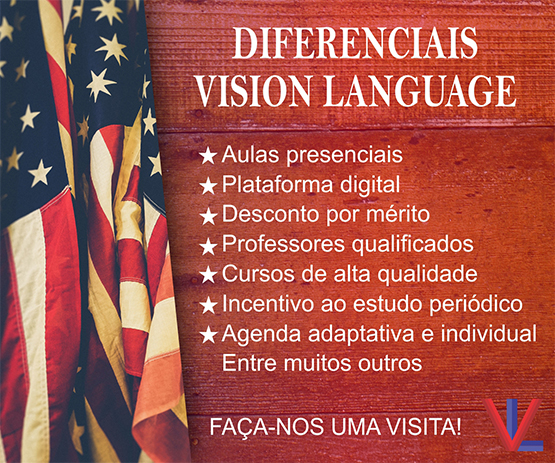 DIFERENCIAIS
VISION LANGUAGE
Aulas presenciais
Plataforma digital
Desconto por mérito
Professores qualificados
Cursos de alta qualidade
Incentivo ao estudo periódico
Agenda adaptativa e individual
Entre muitos outros
FAÇA-NOS UMA VISITA!
VL